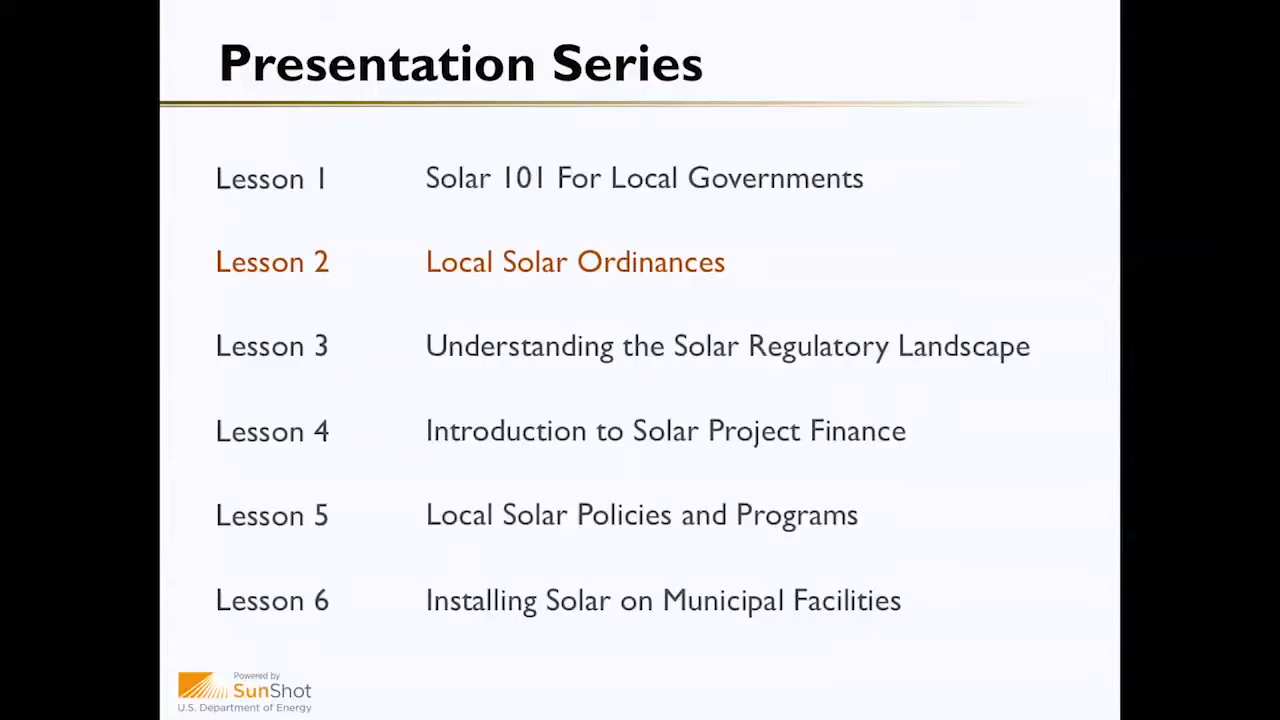 Presentation Series
Lesson 1 Solar 101 For Local Governments
Lesson 2 Local Solar Ordinances
Lesson 3 Understanding the Solar Regulatory Landscape
Lesson 4 Introduction to Solar Project Finance
Lesson 5 Local Solar Policies and Programs
Lesson 6 Installing Solar on Municipal Facilities
Powered by
SunShot
U.S. Department of Energy